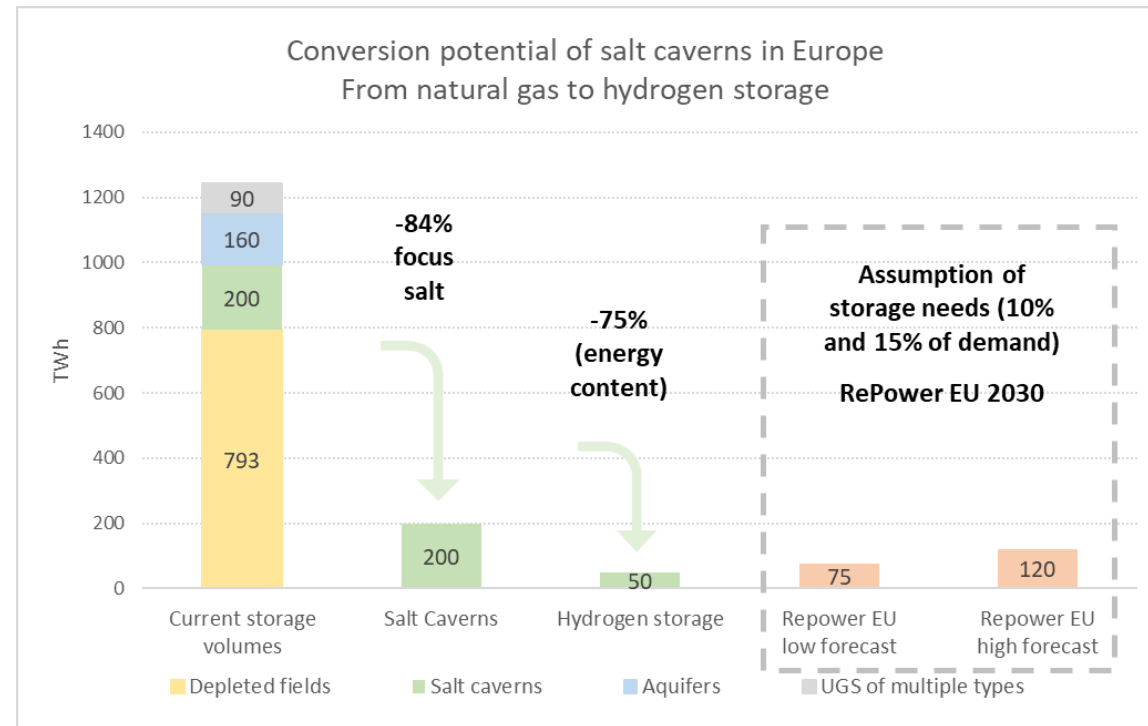 Conversion potential of salt caverns in Europe
From natural gas to hydrogen storage
TWh
1400
1200
1000
800
600
400
200
0
90
160
200
793
-84%
focus
salt
200
-75%
(energy
content)
50
Assumption of
storage needs (10%
and 15% of demand)
RePower EU 2030
75
120
Current storage
volumes
Salt Caverns
Hydrogen storage
Repower EU
low forecast
Repower EU
high forecast
Depleted fields
Salt caverns
Aquifers
UGS of multiple types